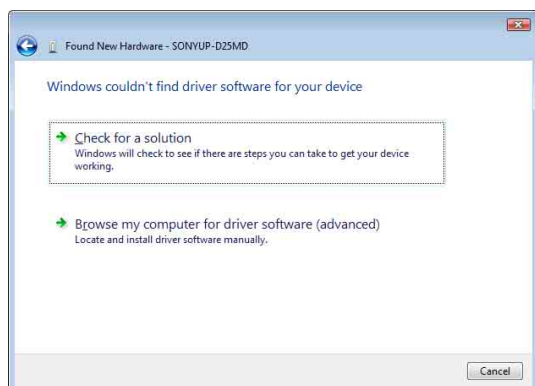 Found New Hardware - SONYUP-D25MD
Windows couldn't find driver software for your device
Check for a solution
Windows will check to see if there are steps you can take to get your device
working.
Browse my computer for driver software (advanced)
Locate and install driver software manually.
Cancel